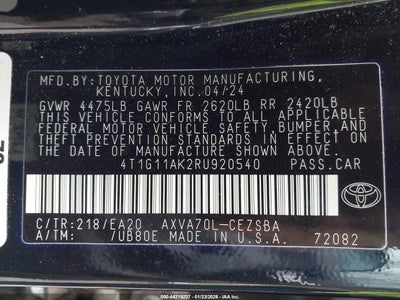 MFD.BY:TOYOTA MOTOR MANUFACTURING,
KENTUCKY,INC.04/24
GVWR 4475LB GAWR FR 2620LB RR 2420LB
THIS VEHICLE CONFORMS TO ALL APPLICABLE
FEDERAL MOTOR VEHICLE SAFETY,BUMPER,AND
THEFT PREVENTION STANDARDS IN EFFECT ON
THE DATE OF MANUFACTURE SHOWN ABOVE.
4T1G11AK2RU920540 PASS.CAR
TOYOTA
C/TR:218/EA20 AXVA70L-CEZSBA
A/TM: /UB80E MADE IN U.S.A. 72082
000-44219237 - 01/23/2026 - IAA Holdings, LLC